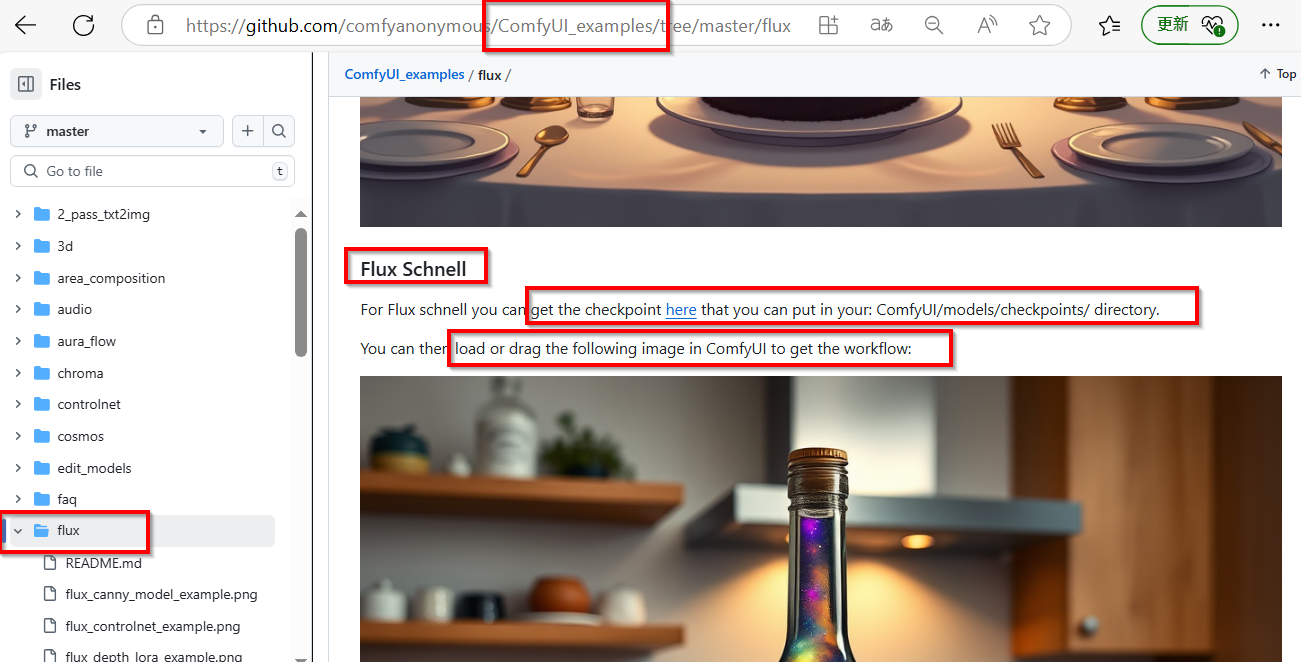 https://github.com/comfyanonymous/ComfyUI_examples/tree/master/flux
aあ
A
更新
Files
ComfyUI_examples / flux /
Top
master
Go to file
t
2_pass_txt2img
3d
area_composition
audio
aura_flow
chroma
controlnet
cosmos
edit_models
faq
flux
README.md
flux_canny_model_example.png
flux_controlnet_example.png
flux_depth_lora_example.png
Flux Schnell
For Flux schnell you can get the checkpoint here that you can put in your: ComfyUI/models/checkpoints/ directory.
You can then load or drag the following image in ComfyUI to get the workflow: